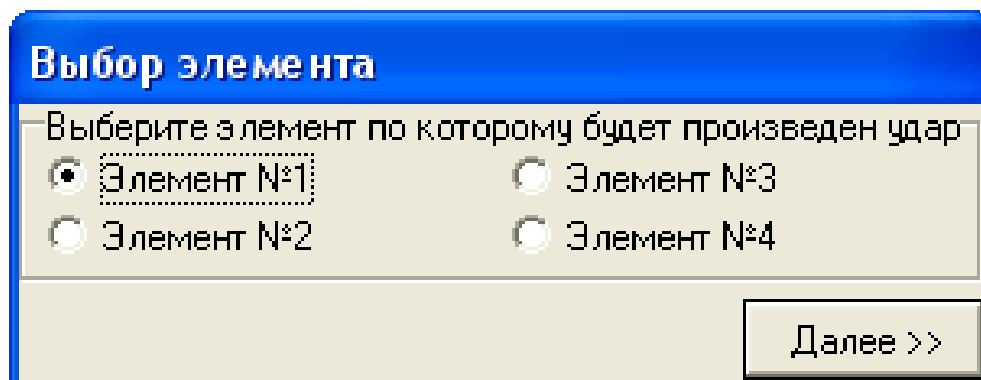 Выбор элемента
Выберите элемент по которому будет произведен удар
Элемент №1 Элемент №3
Элемент №2 Элемент №4
Далее >>